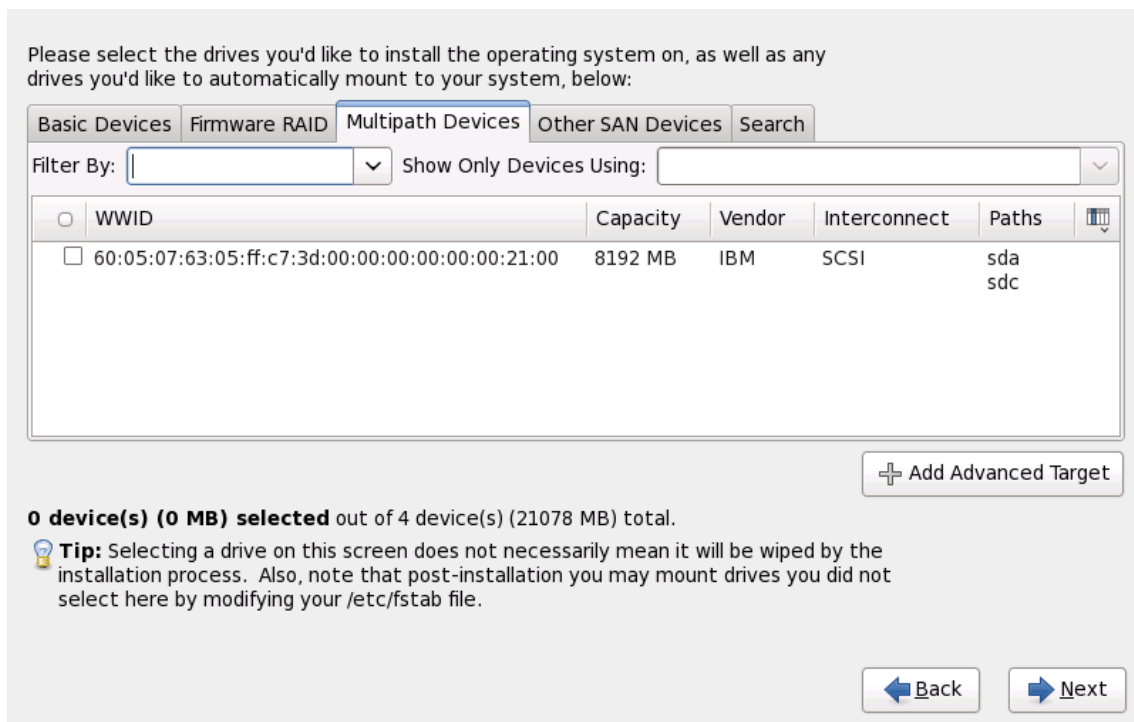 Please select the drives you'd like to install the operating system on, as well as any
drives you'd like to automatically mount to your system, below:
Basic Devices Firmware RAID Multipath Devices Other SAN Devices Search
Filter By: Show Only Devices Using:
WWID Capacity Vendor Interconnect Paths
60:05:07:63:05:ff:c7:3d:00:00:00:00:00:00:21:00 8192 MB IBM SCSI sda
sdc
Add Advanced Target
0 device(s) (0 MB) selected out of 4 device(s) (21078 MB) total.
Tip: Selecting a drive on this screen does not necessarily mean it will be wiped by the
installation process. Also, note that post-installation you may mount drives you did not
select here by modifying your /etc/fstab file.
Back Next